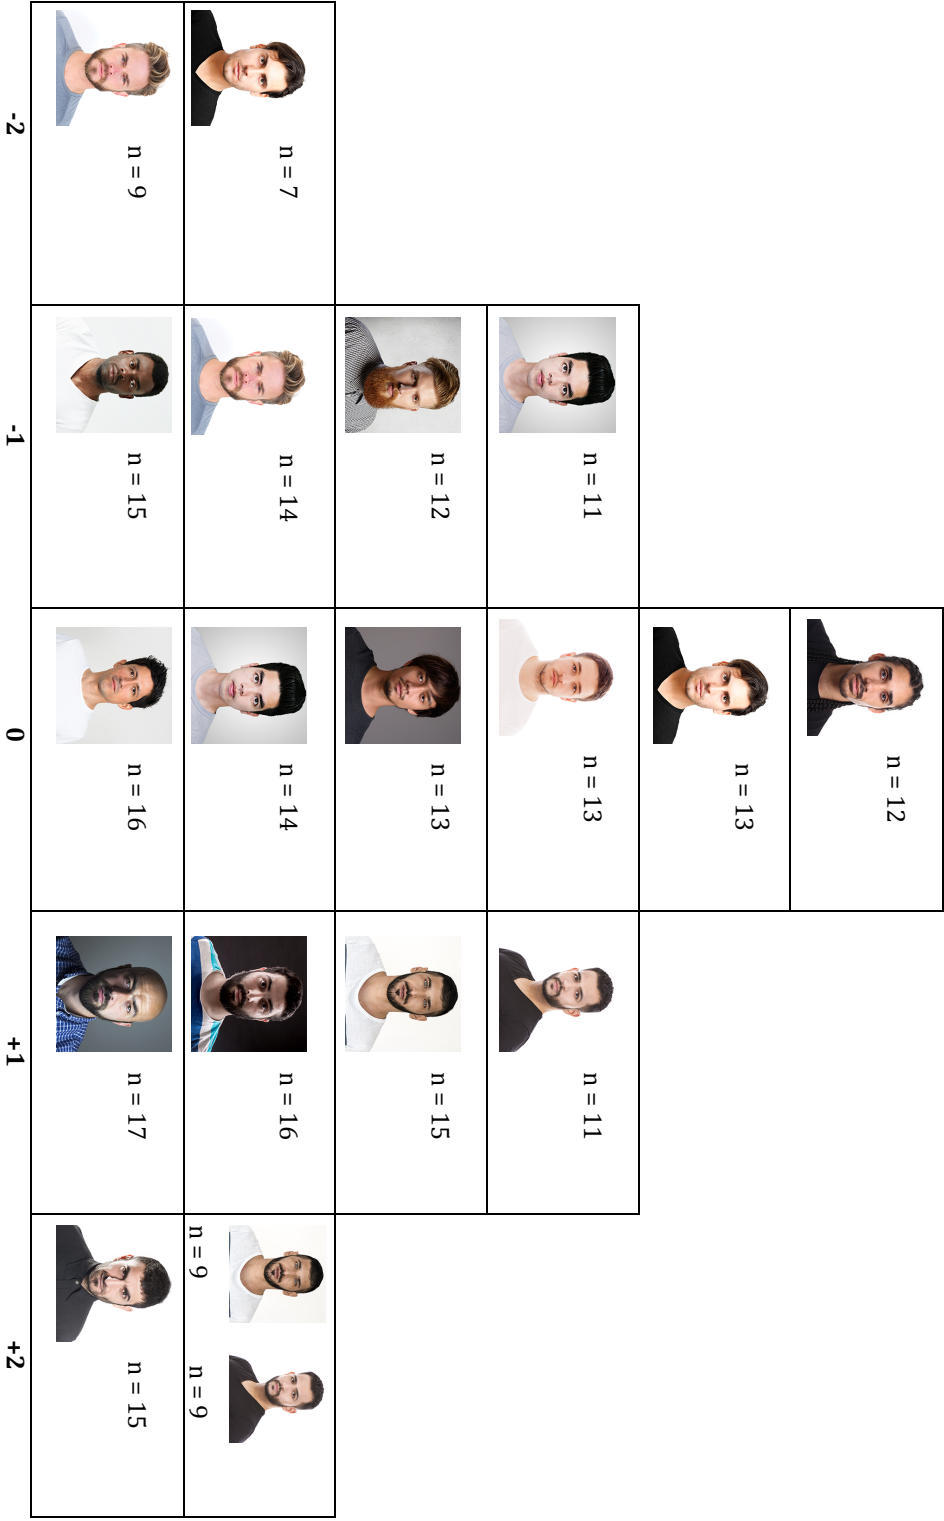 n = 12
n = 13
n = 11 n = 13 n = 11
n = 12 n = 13 n = 15
n = 7 n = 14 n = 14 n = 16
n = 9 n = 9
n = 9 n = 15 n = 16 n = 17 n = 15
-2 -1 0 +1 +2